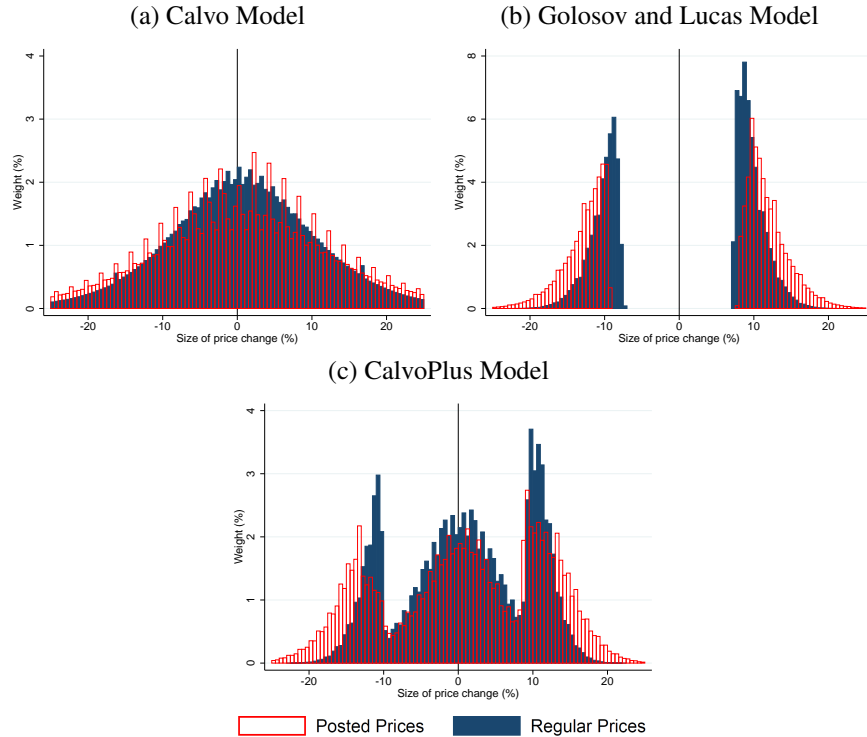 (a) Calvo Model
(b) Golosov and Lucas Model
4
3
2
1
0
Weight (%)
-20 -10 0 10 20
Size of price change (%)
8
6
4
2
0
Weight (%)
-20 -10 0 10 20
Size of price change (%)
(c) CalvoPlus Model
4
3
2
1
0
Weight (%)
-20 -10 0 10 20
Size of price change (%)
Posted Prices Regular Prices